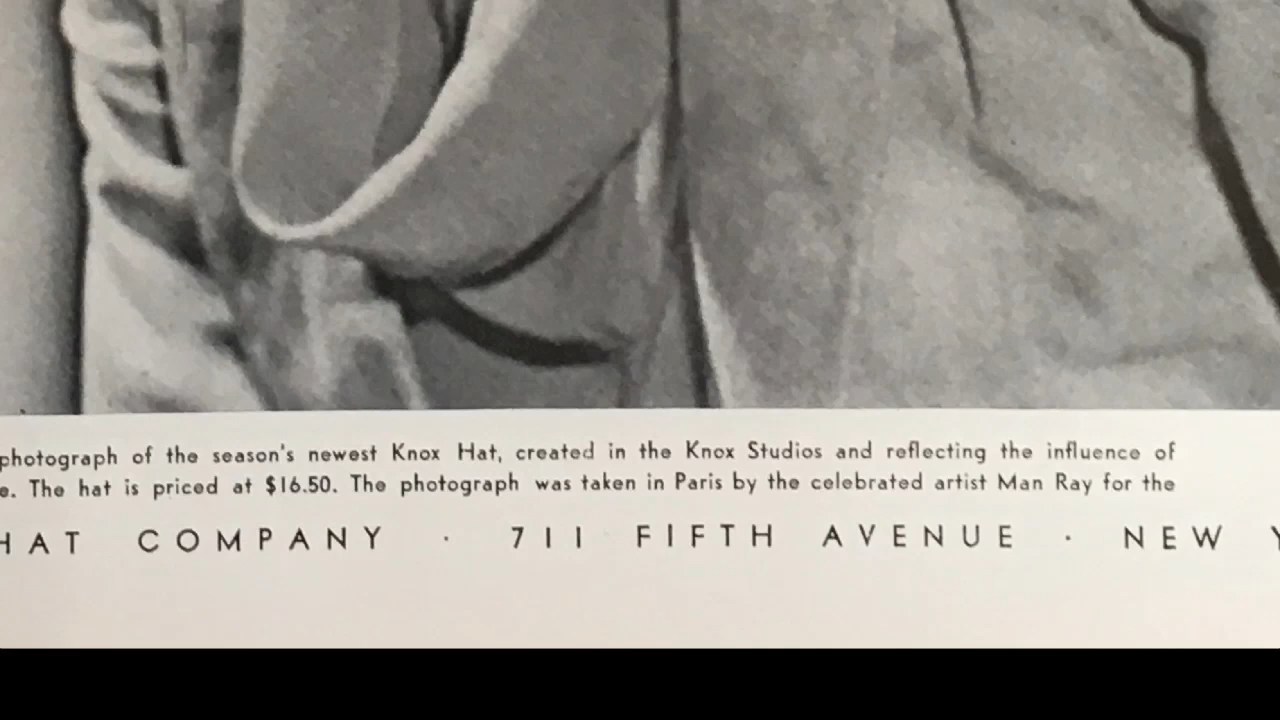 photograph of the season's newest Knox Hat, created in the Knox Studios and reflecting the influence of
e. The hat is priced at $16.50. The photograph was taken in Paris by the celebrated artist Man Ray for the
HAT COMPANY · 711 FIFTH AVENUE · NEW Y